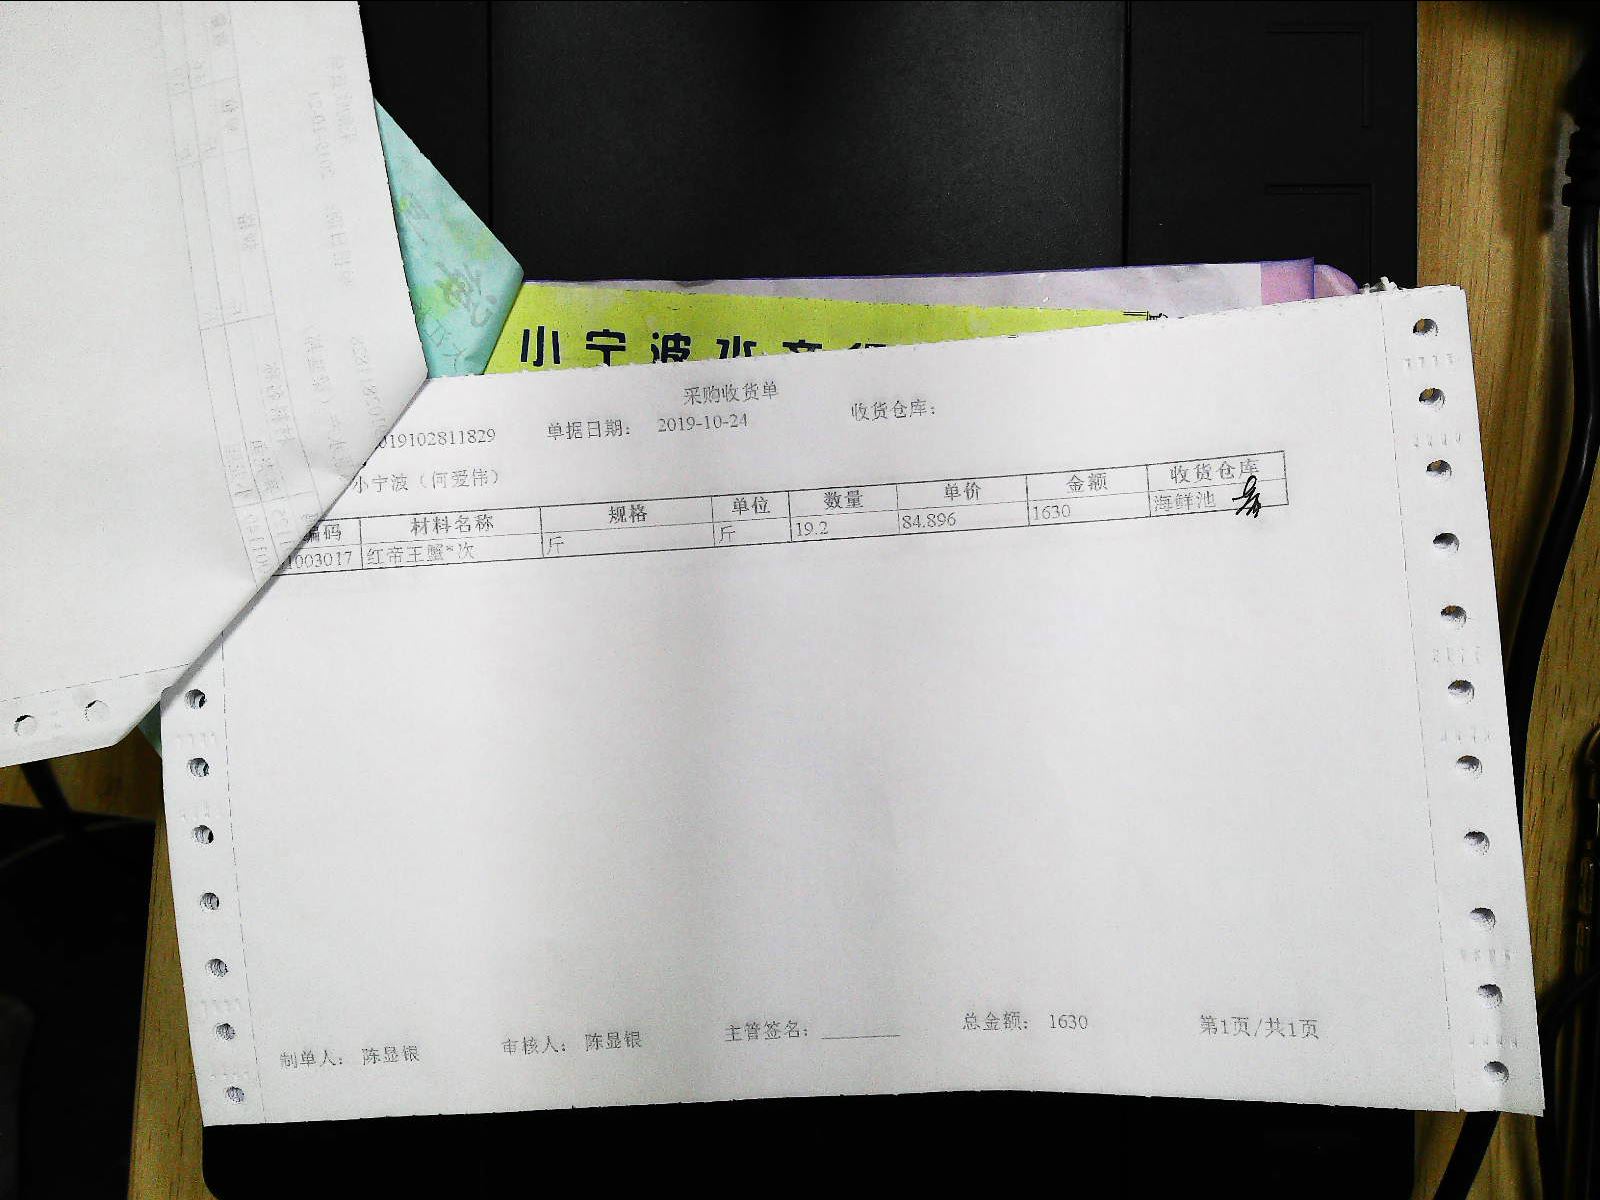 小宁波水产
采购收货单
019102811829 单据日期： 2019-10-24 收货仓库：
小宁波（何爱伟）
编码 材料名称 规格 单位 数量 单价 金额 收货仓库
1003017 红帝王蟹*次 斤 斤 19.2 84.896 1630 海鲜池
制单人： 陈显银 审核人： 陈显银 主管签名： 总金额： 1630 第1页/共1页